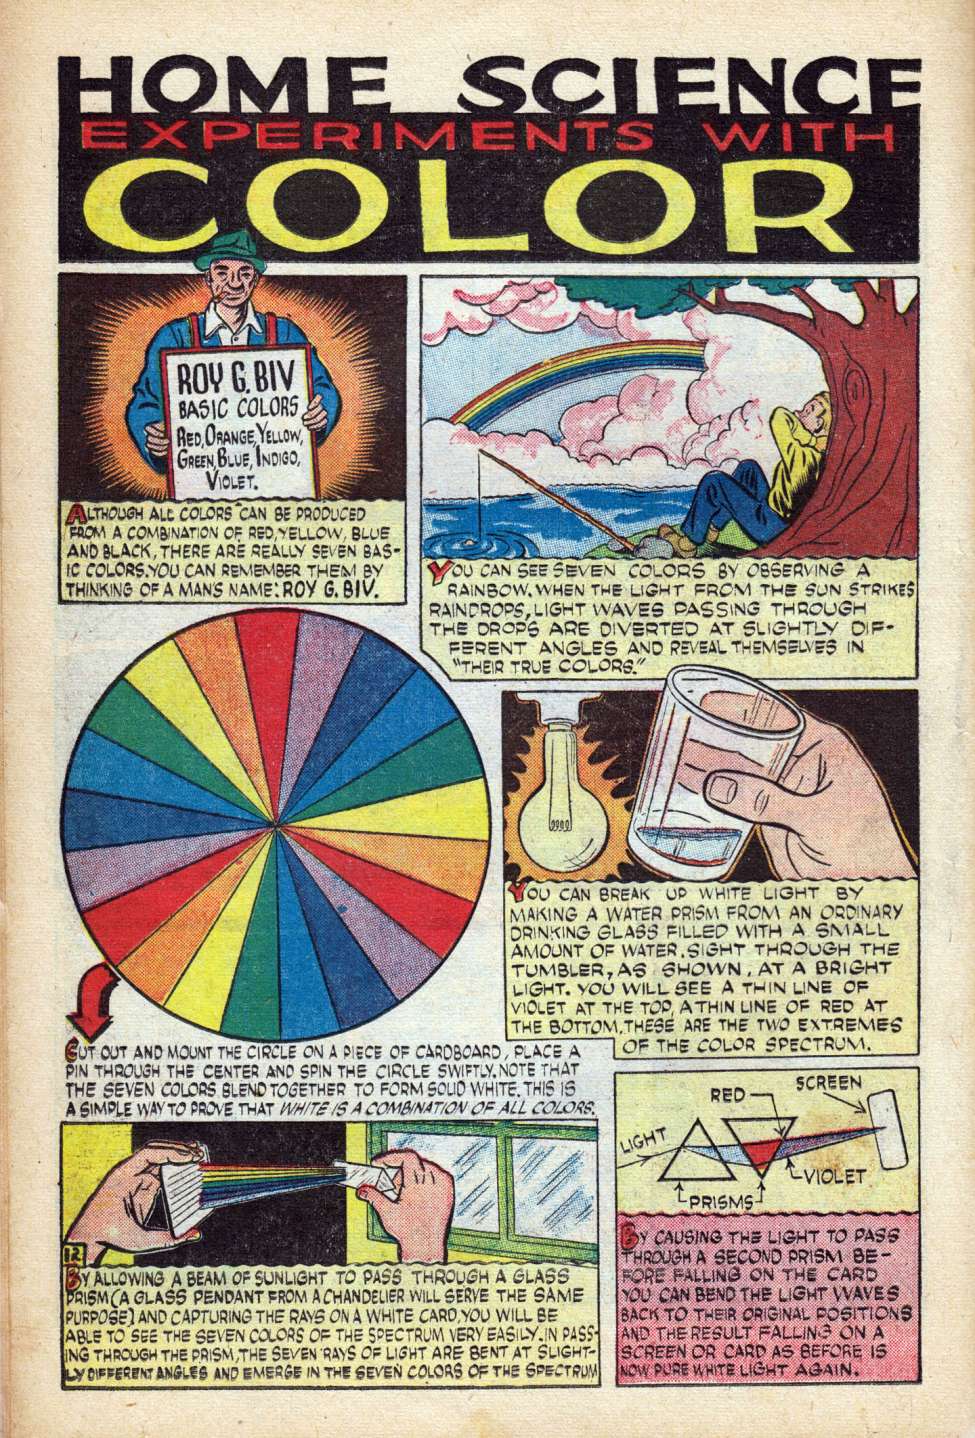 HOME SCIENCE
EXPERIMENTS WITH
COLOR
ROY G. BIV
BASIC COLORS
RED, ORANGE, YELLOW,
GREEN, BLUE, INDIGO,
VIOLET.
ALTHOUGH ALL COLORS CAN BE PRODUCED
FROM A COMBINATION OF RED, YELLOW, BLUE
AND BLACK, THERE ARE REALLY SEVEN BAS-
IC COLORS. YOU CAN REMEMBER THEM BY
THINKING OF A MAN'S NAME: ROY G. BIV.
YOU CAN SEE SEVEN COLORS BY OBSERVING A
RAINBOW. WHEN THE LIGHT FROM THE SUN STRIKES
RAINDROPS, LIGHT WAVES PASSING THROUGH
THE DROPS ARE DIVERTED AT SLIGHTLY DIF-
FERENT ANGLES AND REVEAL THEMSELVES IN
"THEIR TRUE COLORS."
YOU CAN BREAK UP WHITE LIGHT BY
MAKING A WATER PRISM FROM AN ORDINARY
DRINKING GLASS FILLED WITH A SMALL
AMOUNT OF WATER. SIGHT THROUGH THE
TUMBLER, AS SHOWN, AT A BRIGHT
LIGHT. YOU WILL SEE A THIN LINE OF
VIOLET AT THE TOP, A THIN LINE OF RED AT
THE BOTTOM. THESE ARE THE TWO EXTREMES
OF THE COLOR SPECTRUM.
CUT OUT AND MOUNT THE CIRCLE ON A PIECE OF CARDBOARD, PLACE A
PIN THROUGH THE CENTER AND SPIN THE CIRCLE SWIFTLY. NOTE THAT
THE SEVEN COLORS BLEND TOGETHER TO FORM SOLID WHITE. THIS IS
A SIMPLE WAY TO PROVE THAT WHITE IS A COMBINATION OF ALL COLORS.
12
BY ALLOWING A BEAM OF SUNLIGHT TO PASS THROUGH A GLASS
PRISM (A GLASS PENDANT FROM A CHANDELIER WILL SERVE THE SAME
PURPOSE) AND CAPTURING THE RAYS ON A WHITE CARD, YOU WILL BE
ABLE TO SEE THE SEVEN COLORS OF THE SPECTRUM VERY EASILY. IN PASS-
ING THROUGH THE PRISM, THE SEVEN RAYS OF LIGHT ARE BENT AT SLIGHT-
LY DIFFERENT ANGLES AND EMERGE IN THE SEVEN COLORS OF THE SPECTRUM
SCREEN
RED
LIGHT
VIOLET
PRISMS
BY CAUSING THE LIGHT TO PASS
THROUGH A SECOND PRISM BE-
FORE FALLING ON THE CARD
YOU CAN BEND THE LIGHT WAVES
BACK TO THEIR ORIGINAL POSITIONS
AND THE RESULT FALLING ON A
SCREEN OR CARD AS BEFORE IS
NOW PURE WHITE LIGHT AGAIN.